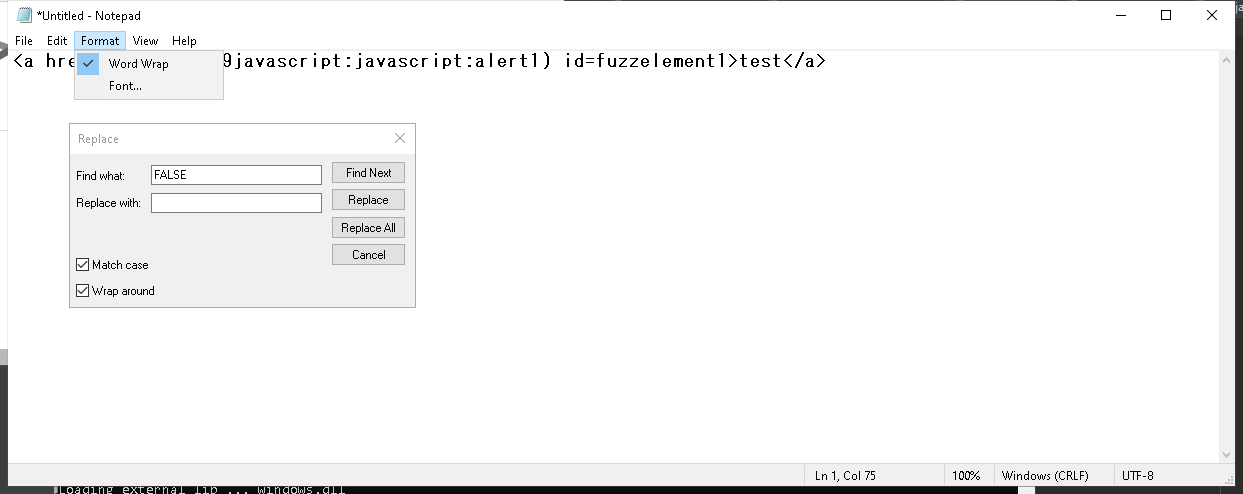 *Untitled - Notepad
File Edit Format View Help
<a hre 9javascript:javascript:alert1) id=fuzzelement1>test</a>
Word Wrap
Font...
Replace
Find what: FALSE Find Next
Replace with: Replace
Replace All
Cancel
Match case
Wrap around
Ln 1, Col 75 100% Windows (CRLF) UTF-8
Loading external lib ... windows.dll